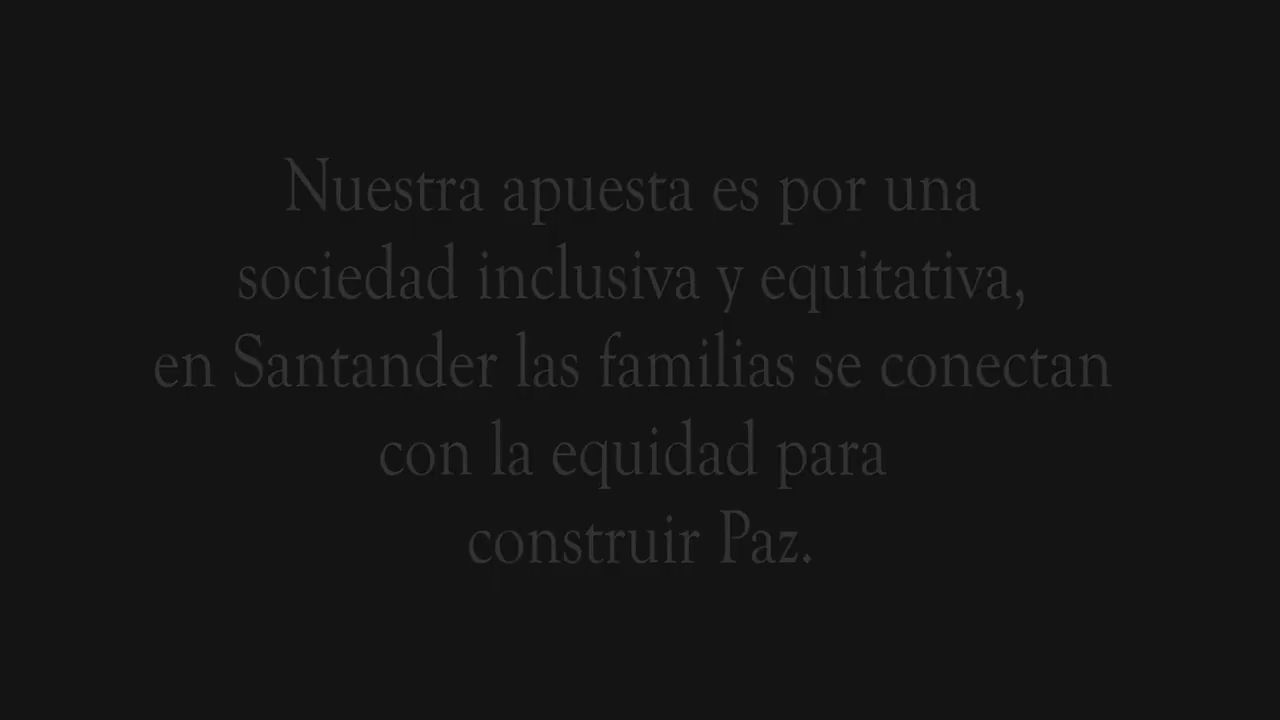 Nuestra apuesta es por una
sociedad inclusiva y equitativa,
en Santander las familias se conectan
con la equidad para
construir Paz.